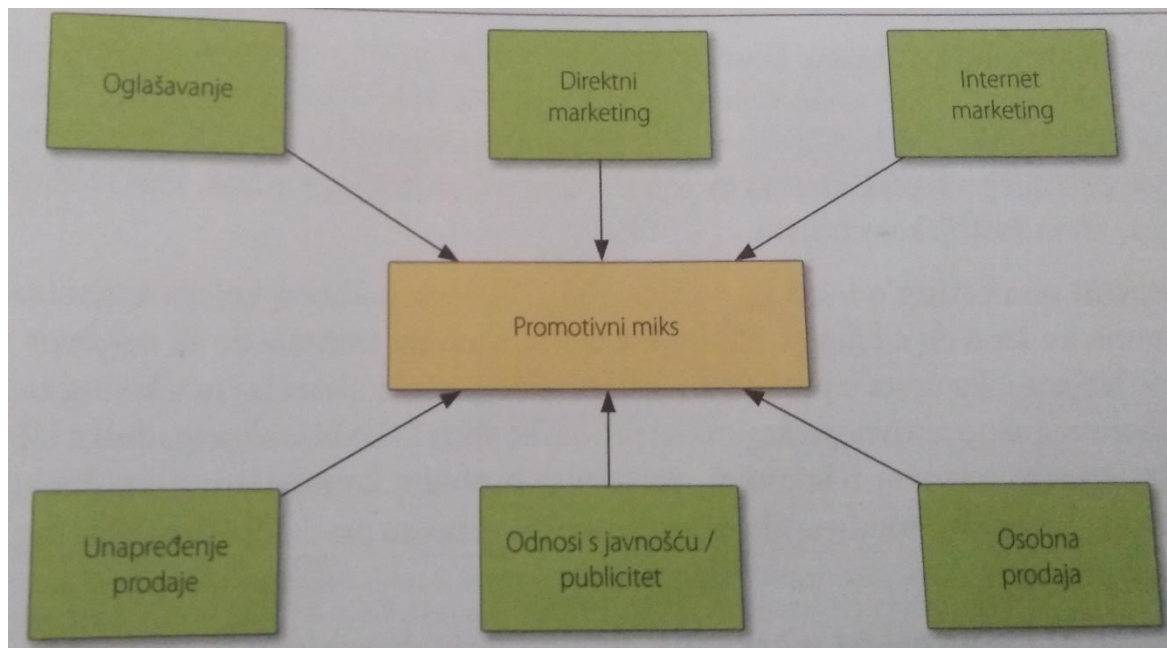 Oglašavanje
Direktni
marketing
Internet
marketing
Promotivni miks
Unapređenje
prodaje
Odnosi s javnošću /
publicitet
Osobna
prodaja